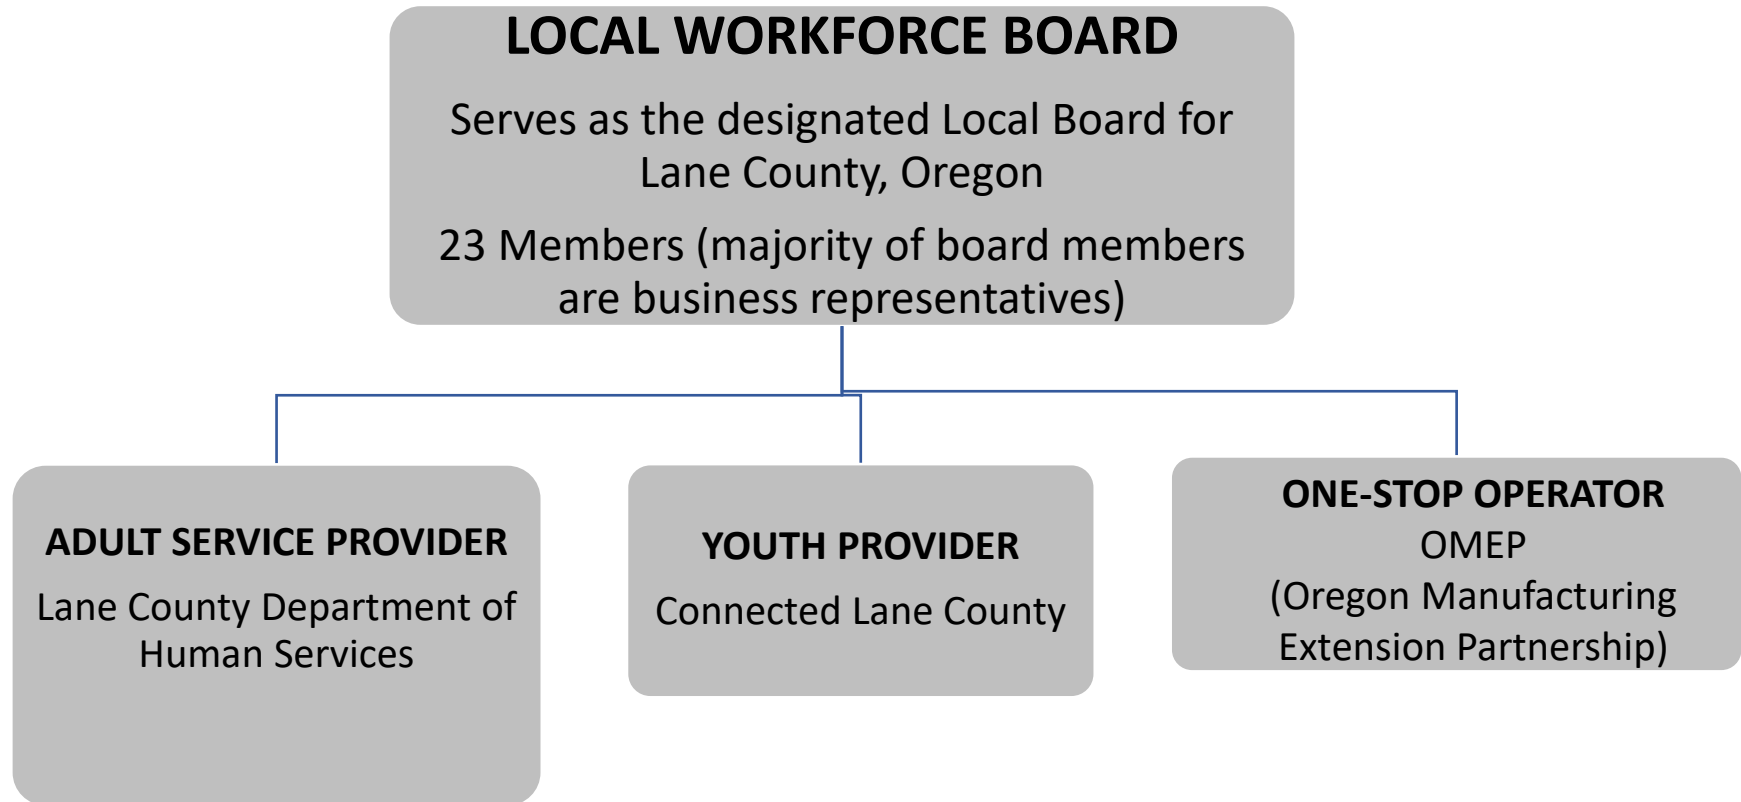 LOCAL WORKFORCE BOARD
Serves as the designated Local Board for
Lane County, Oregon
23 Members (majority of board members
are business representatives)
ADULT SERVICE PROVIDER
Lane County Department of
Human Services
YOUTH PROVIDER
Connected Lane County
ONE-STOP OPERATOR
OMEP
(Oregon Manufacturing
Extension Partnership)